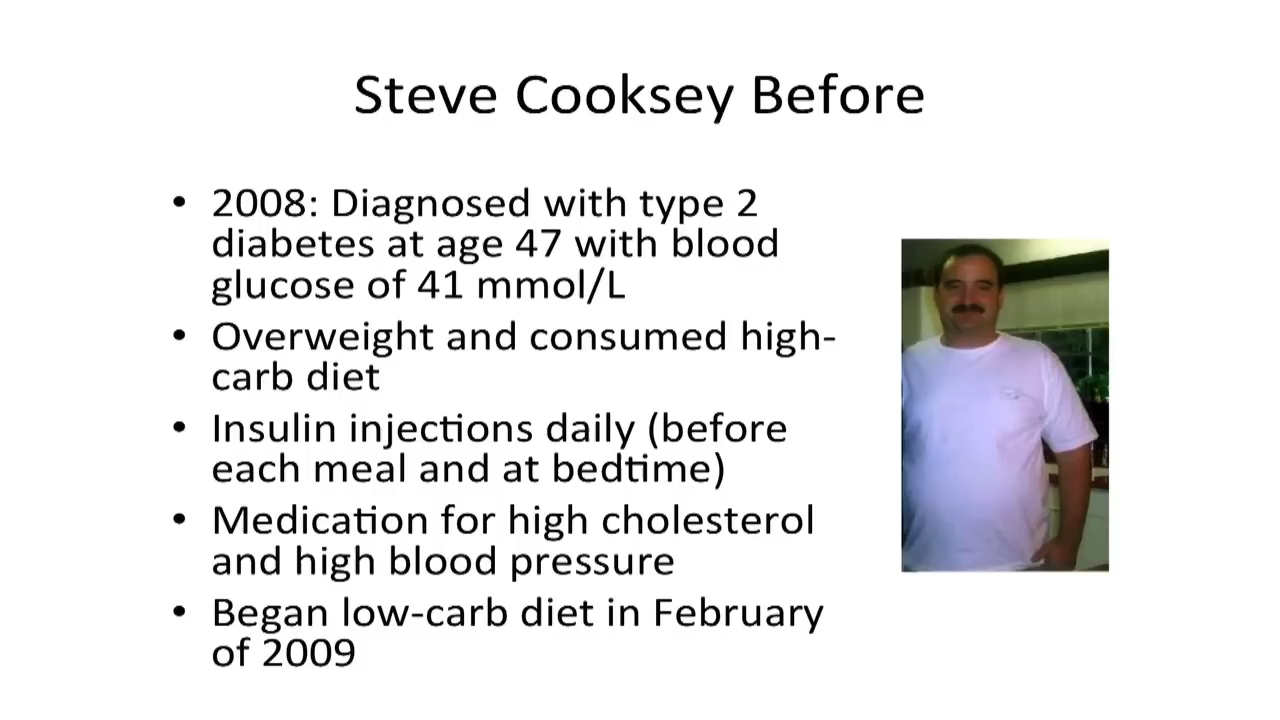 Steve Cooksey Before
• 2008: Diagnosed with type 2
diabetes at age 47 with blood
glucose of 41 mmol/L
• Overweight and consumed high-
carb diet
• Insulin injections daily (before
each meal and at bedtime)
• Medication for high cholesterol
and high blood pressure
• Began low-carb diet in February
of 2009